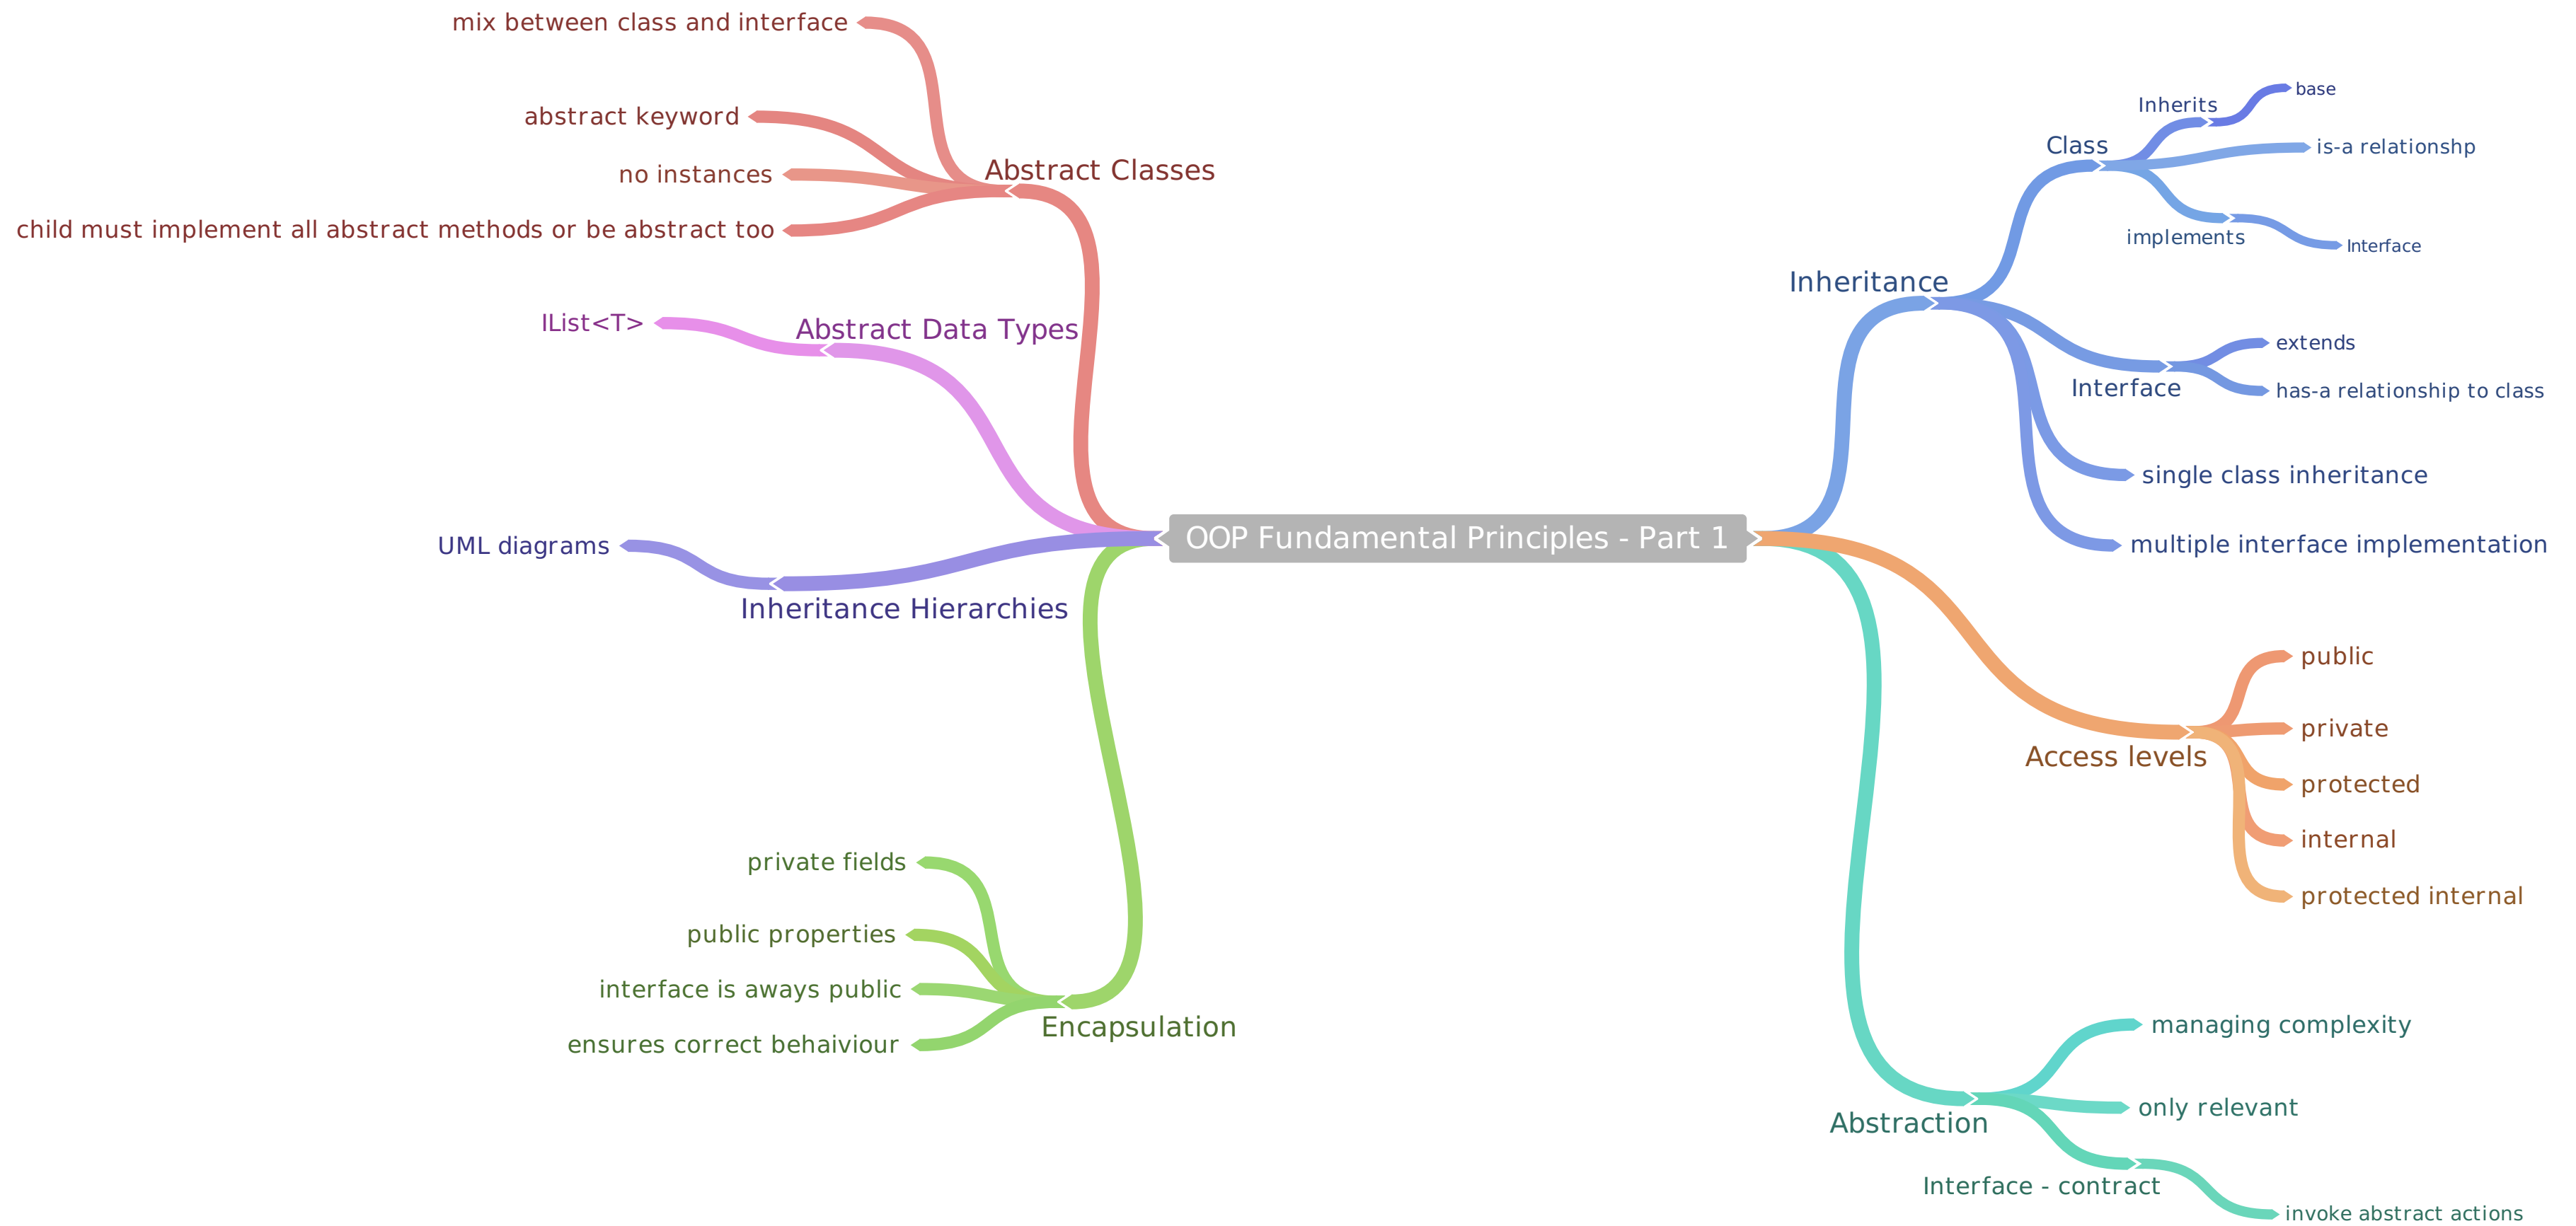 mix between class and interface
abstract keyword
no instances
child must implement all abstract methods or be abstract too
Abstract Classes
IList<T>
Abstract Data Types
UML diagrams
Inheritance Hierarchies
private fields
public properties
interface is aways public
ensures correct behaiviour
Encapsulation
OOP Fundamental Principles - Part 1
Inheritance
Class
Inherits
base
is-a relationshp
implements
Interface
Interface
extends
has-a relationship to class
single class inheritance
multiple interface implementation
Access levels
public
private
protected
internal
protected internal
Abstraction
managing complexity
only relevant
Interface - contract
invoke abstract actions